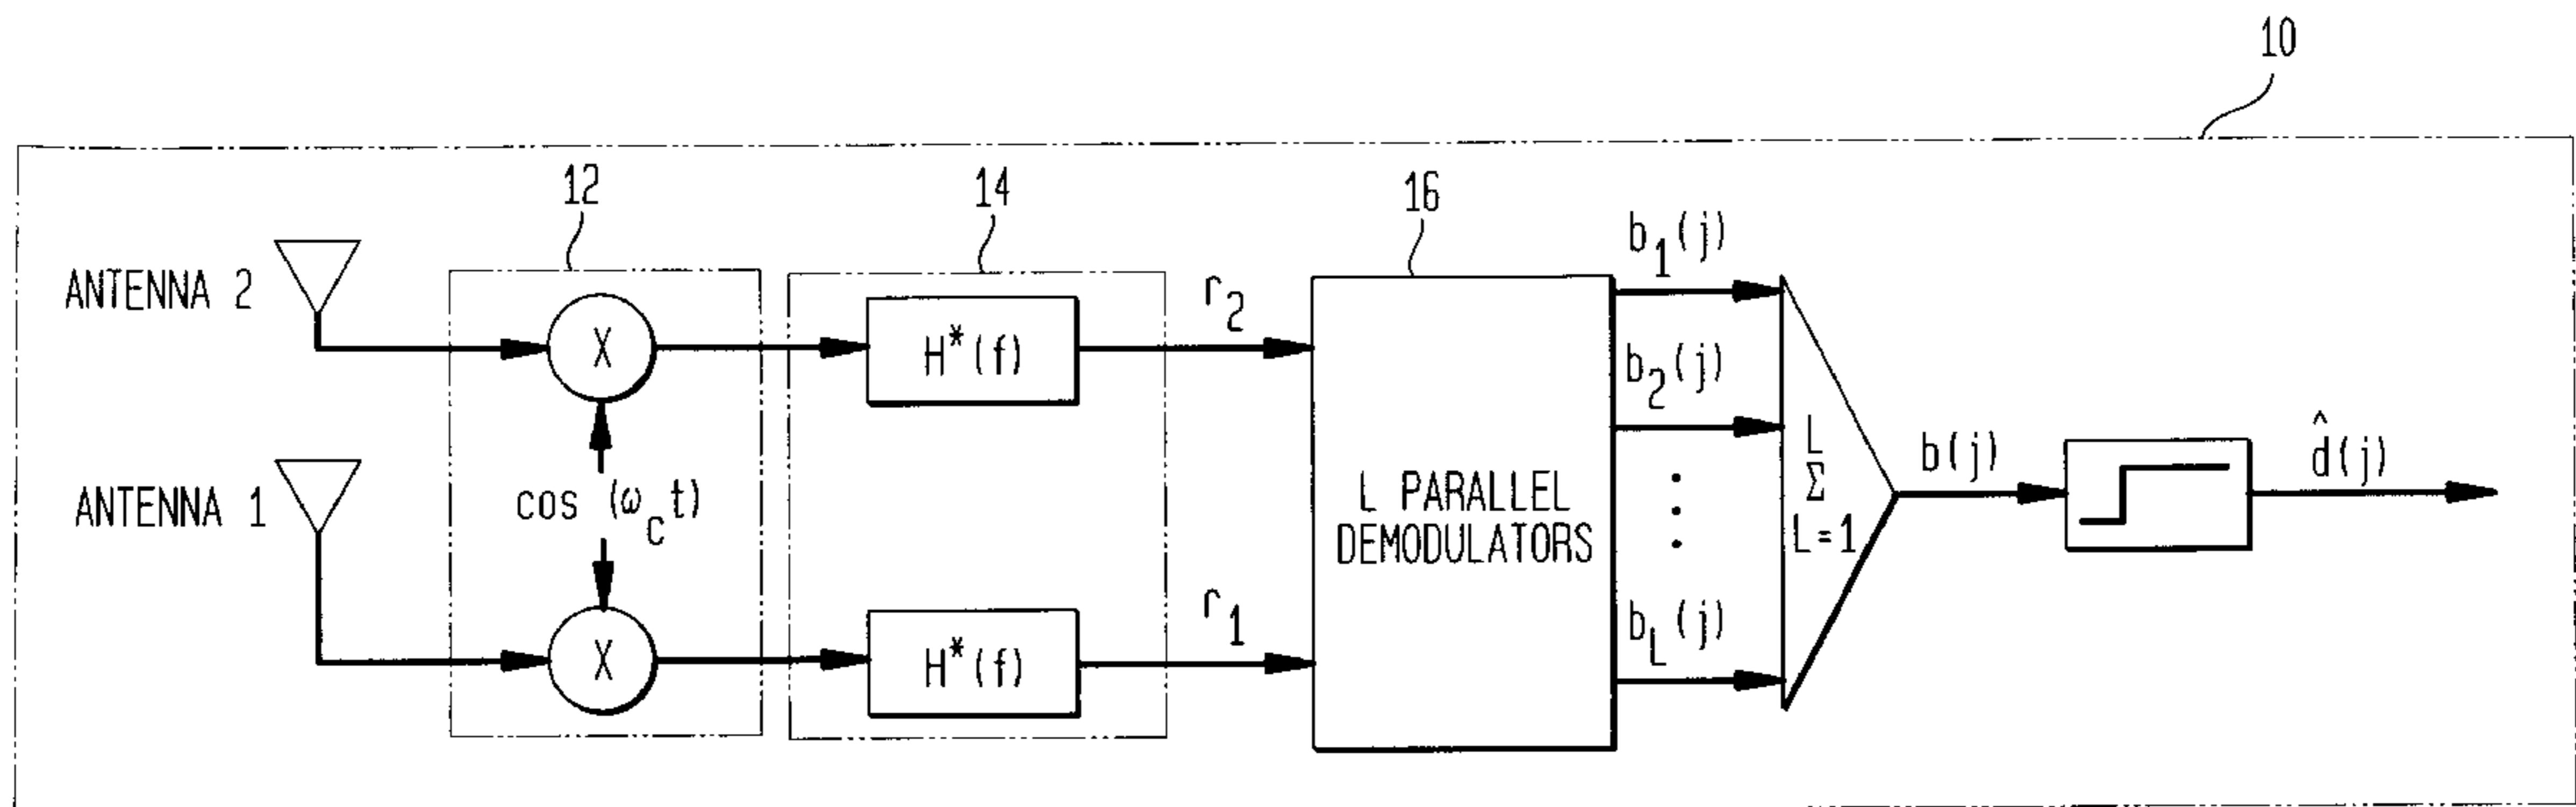 10
12
14
16
ANTENNA 2
X
H*(f)
r2
b1(j)
b2(j)
ANTENNA 1
cos (ωct)
L PARALLEL
DEMODULATORS
L
Σ
L=1
b(j)
d̂(j)
X
H*(f)
r1
bL(j)